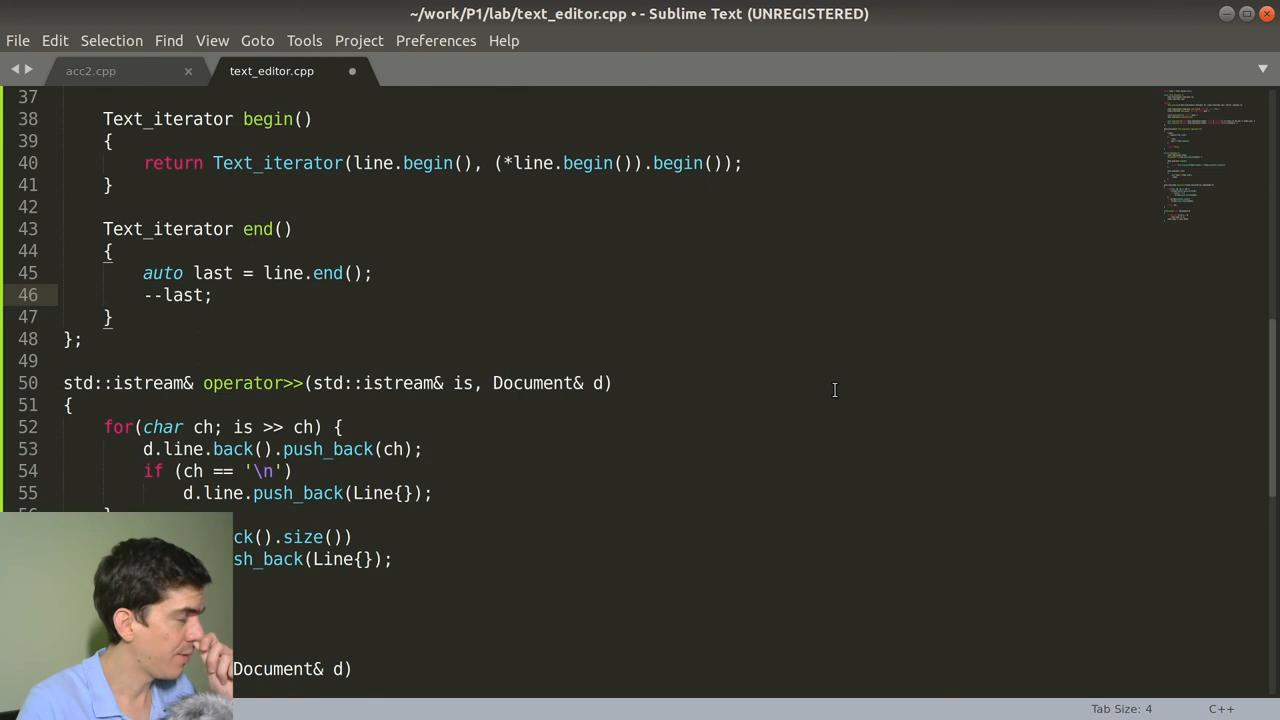 ~/work/P1/lab/text_editor.cpp • - Sublime Text (UNREGISTERED)
File Edit Selection Find View Goto Tools Project Preferences Help
acc2.cpp text_editor.cpp
37
38 Text_iterator begin()
39 {
40 return Text_iterator(line.begin(), (*line.begin()).begin());
41 }
42
43 Text_iterator end()
44 {
45 auto last = line.end();
46 --last;
47 }
48 };
49
50 std::istream& operator>>(std::istream& is, Document& d)
51 {
52 for(char ch; is >> ch) {
53 d.line.back().push_back(ch);
54 if (ch == '\n')
55 d.line.push_back(Line{});
ck().size())
sh_back(Line{});
Document& d)
Tab Size: 4 C++